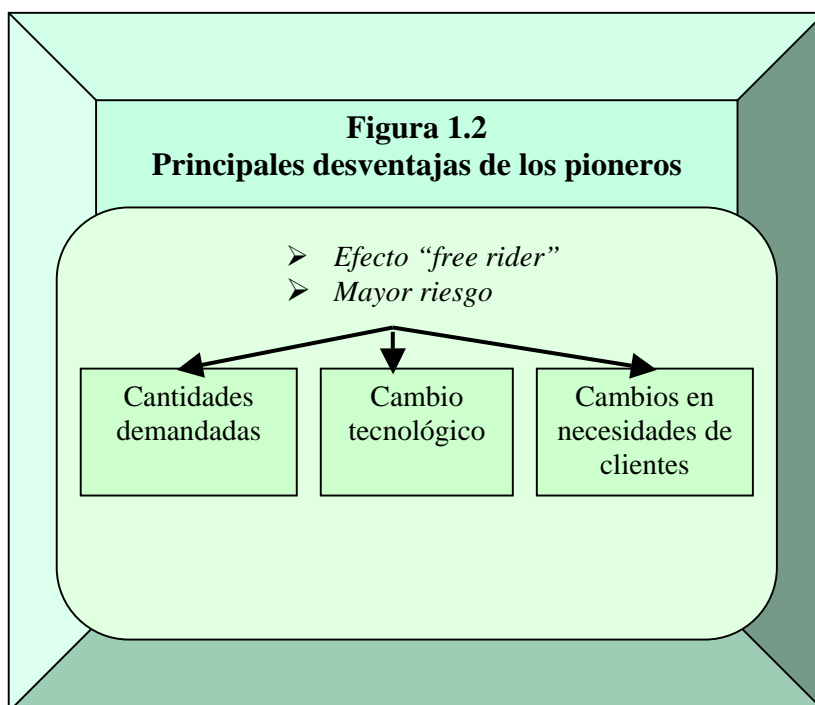 Figura 1.2
Principales desventajas de los pioneros
➢ Efecto “free rider”
➢ Mayor riesgo
Cantidades
demandadas
Cambio
tecnológico
Cambios en
necesidades de
clientes